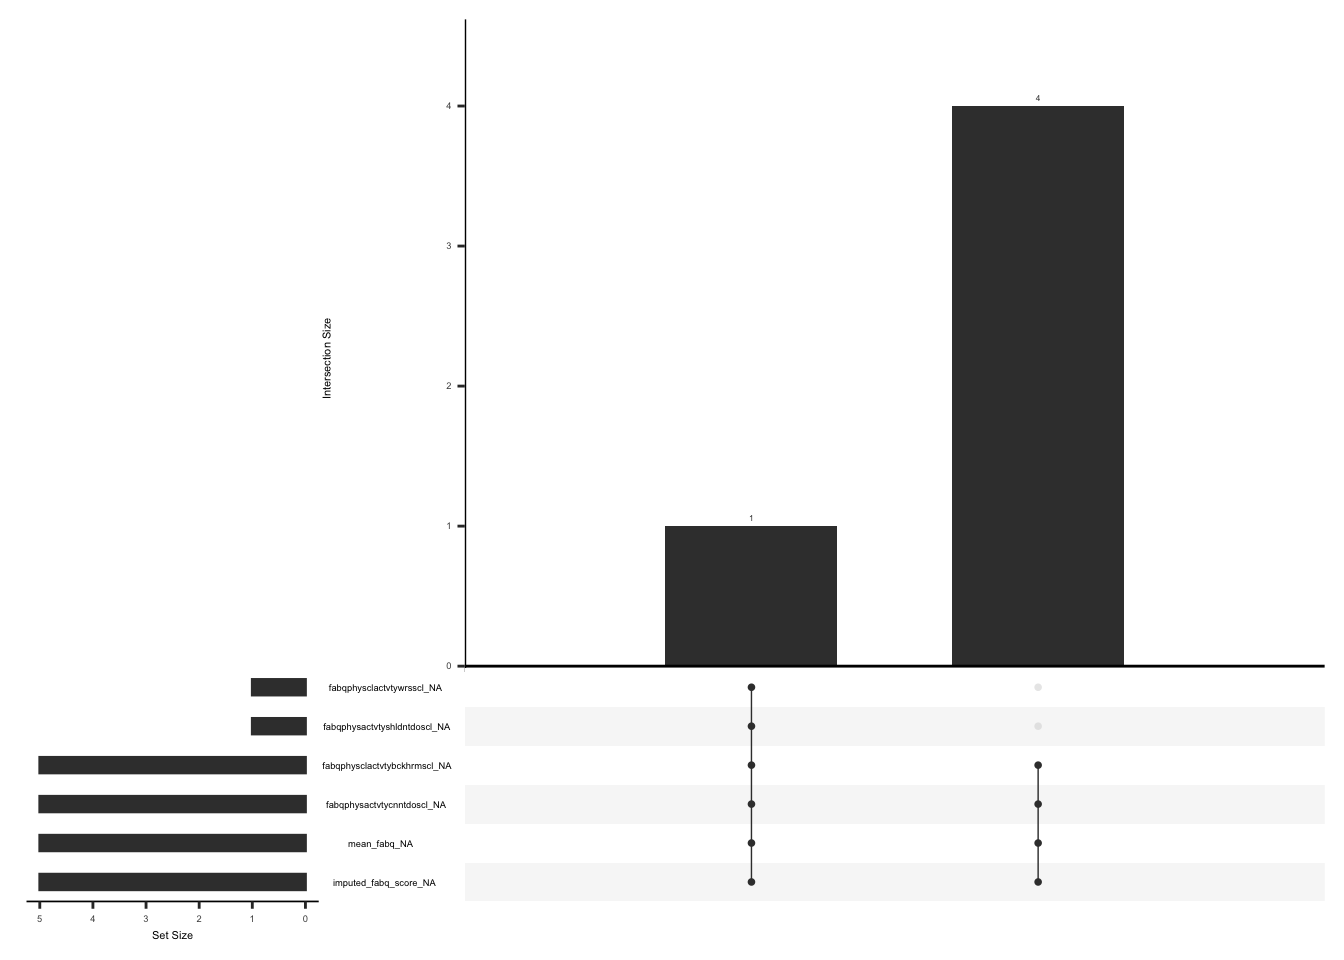 4
4
3
Intersection Size
2
1
1
0
fabqphysclactvtywrsscl_NA
fabqphysactvtyshldntdoscl_NA
fabqphysclactvtybckhrmscl_NA
fabqphysactvtycnntdoscl_NA
mean_fabq_NA
imputed_fabq_score_NA
5 4 3 2 1 0
Set Size